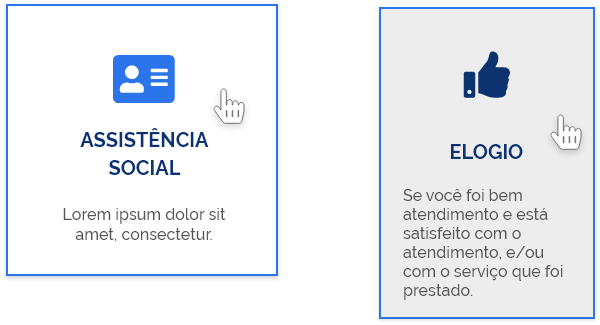 ASSISTÊNCIA
SOCIAL
Lorem ipsum dolor sit
amet, consectetur.
ELOGIO
Se você foi bem
atendimento e está
satisfeito com o
atendimento, e/ou
com o serviço que foi
prestado.